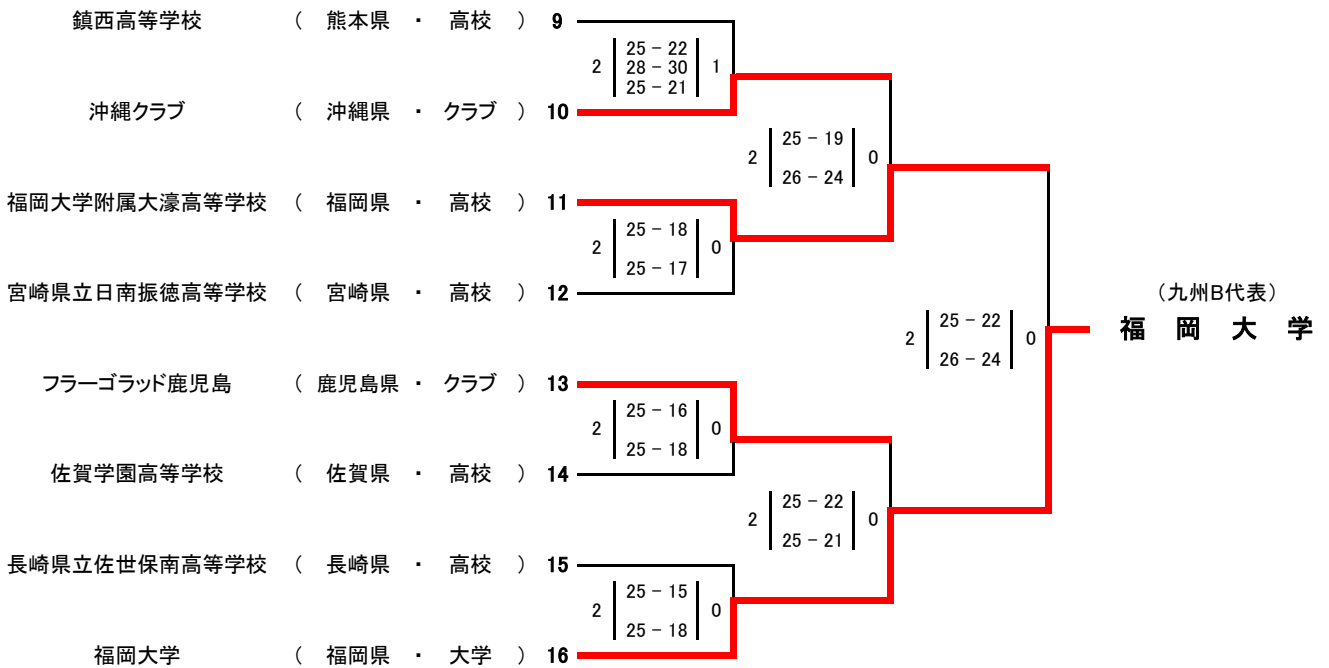 鎮西高等学校 （ 熊本県 ・ 高校 ） 9
2 25 − 22 1
28 − 30
25 − 21
沖縄クラブ （ 沖縄県 ・ クラブ ） 10
2 25 − 19 0
26 − 24
福岡大学附属大濠高等学校 （ 福岡県 ・ 高校 ） 11
2 25 − 18 0
25 − 17
宮崎県立日南振徳高等学校 （ 宮崎県 ・ 高校 ） 12
（九州B代表）
福 岡 大 学
2 25 − 22 0
26 − 24
フラーゴラッド鹿児島 （ 鹿児島県 ・ クラブ ） 13
2 25 − 16 0
25 − 18
佐賀学園高等学校 （ 佐賀県 ・ 高校 ） 14
2 25 − 22 0
25 − 21
長崎県立佐世保南高等学校 （ 長崎県 ・ 高校 ） 15
2 25 − 15 0
25 − 18
福岡大学 （ 福岡県 ・ 大学 ） 16